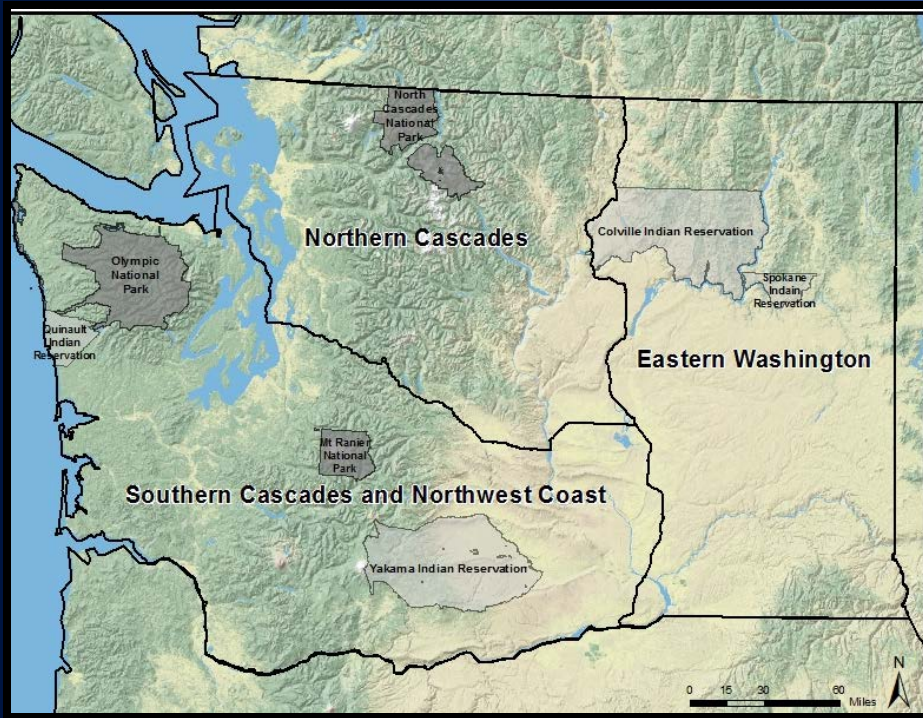 North
Cascades
National
Park
&
Northern Cascades
Colville Indian Reservation
Olympic
National
Park
Spokane
Indain
Reservation
Quinault
Indian
Reservation
Eastern Washington
Mt Ranier
National
Park
Southern Cascades and Northwest Coast
Yakama Indian Reservation
N
0 15 30 60
Miles